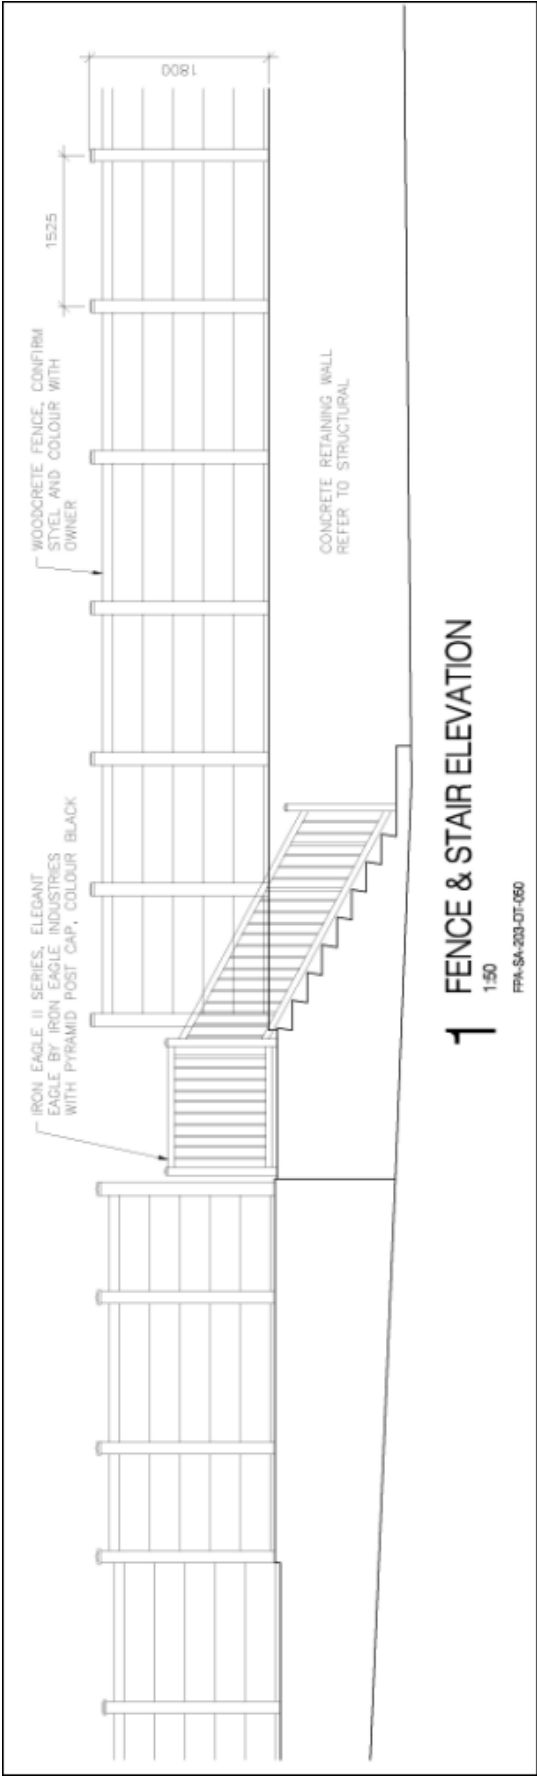 IRON EAGLE II SERIES, ELEGANT
EAGLE BY IRON EAGLE INDUSTRIES
WITH PYRAMID POST CAP, COLOUR BLACK
WOODCRETE FENCE, CONFIRM
STYEL AND COLOUR WITH
OWNER
1525
1800
CONCRETE RETAINING WALL
REFER TO STRUCTURAL
1 FENCE & STAIR ELEVATION
1:50
FPA-SA-203-DT-050